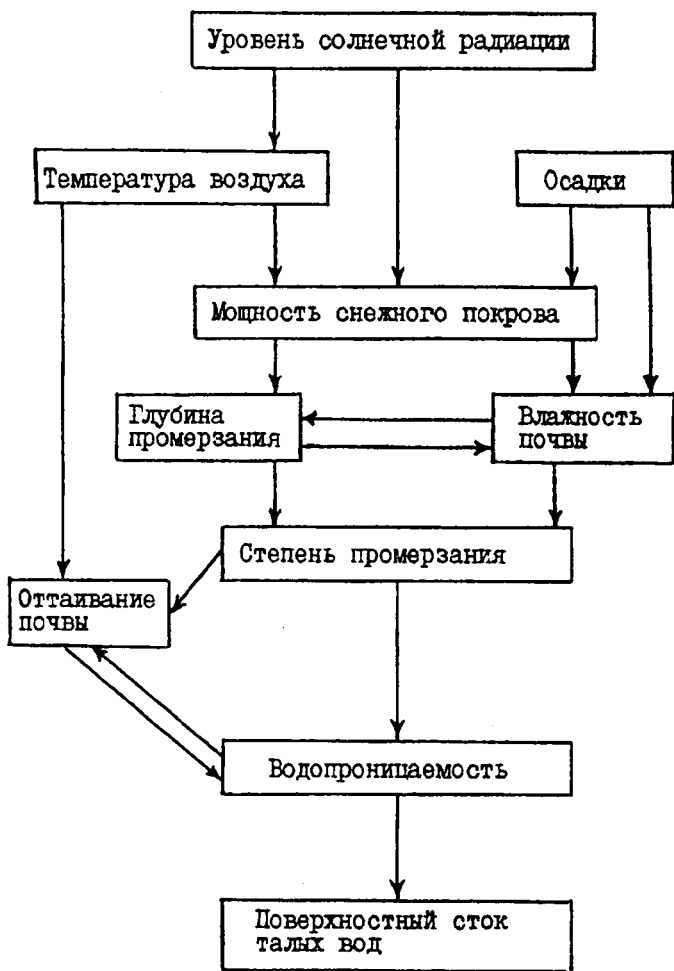 Уровень солнечной радиации
Температура воздуха
Осадки
Мощность снежного покрова
Глубина
промерзания
Влажность
почвы
Степень промерзания
Оттаивание
почвы
Водопроницаемость
Поверхностный сток
талых вод